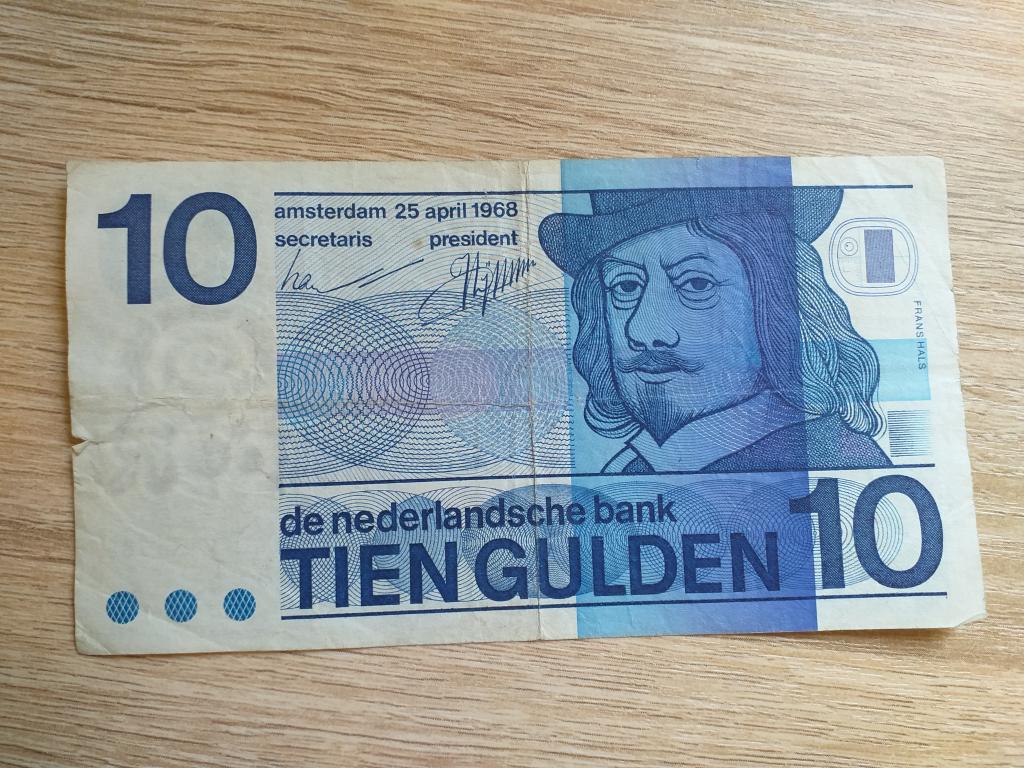 10
amsterdam 25 april 1968
secretaris president
FRANS HALS
de nederlandsche bank
TIEN GULDEN 10